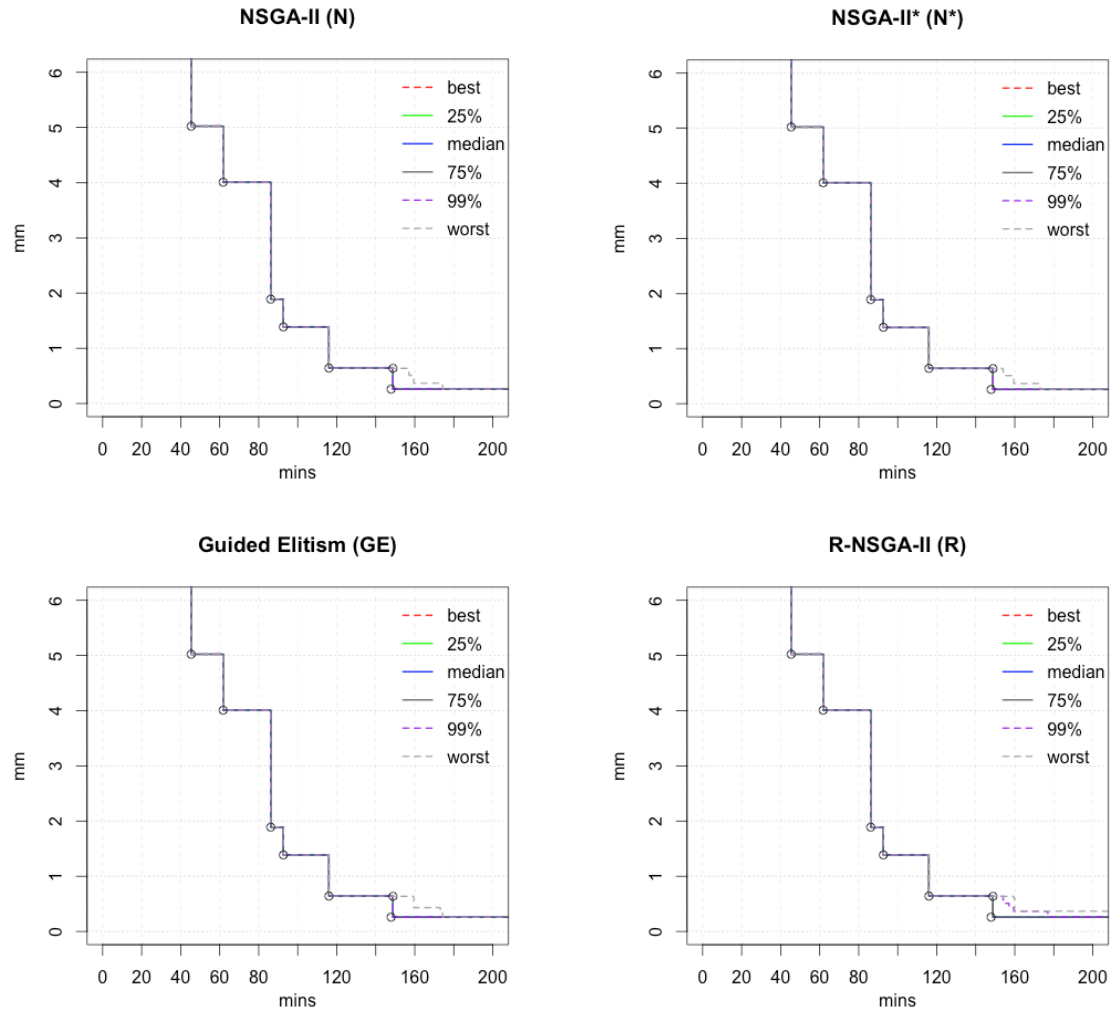 NSGA-II (N)
best
25%
median
75%
99%
worst
mm
0 1 2 3 4 5 6
0 20 40 60 80 120 160 200
mins
NSGA-II* (N*)
best
25%
median
75%
99%
worst
mm
0 1 2 3 4 5 6
0 20 40 60 80 120 160 200
mins
Guided Elitism (GE)
best
25%
median
75%
99%
worst
mm
0 1 2 3 4 5 6
0 20 40 60 80 120 160 200
mins
R-NSGA-II (R)
best
25%
median
75%
99%
worst
mm
0 1 2 3 4 5 6
0 20 40 60 80 120 160 200
mins